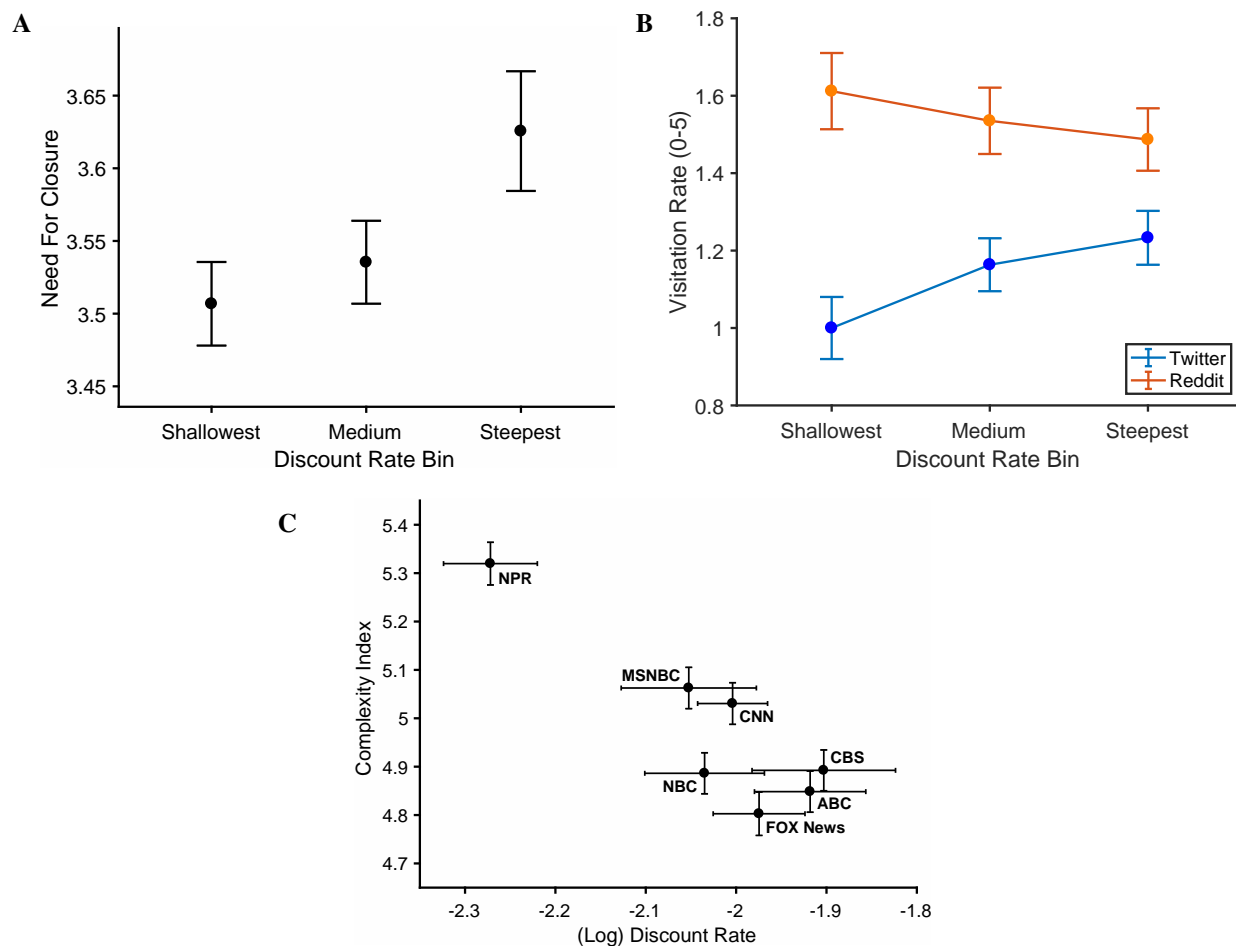 A
Need For Closure
3.65
3.6
3.55
3.5
3.45
Shallowest Medium Steepest
Discount Rate Bin
B
Visitation Rate (0-5)
1.8
1.6
1.4
1.2
1
0.8
Twitter
Reddit
Shallowest Medium Steepest
Discount Rate Bin
C
Complexity Index
5.4
5.3
5.2
5.1
5
4.9
4.8
4.7
NPR
MSNBC
CNN
CBS
NBC
ABC
FOX News
-2.3 -2.2 -2.1 -2 -1.9 -1.8
(Log) Discount Rate